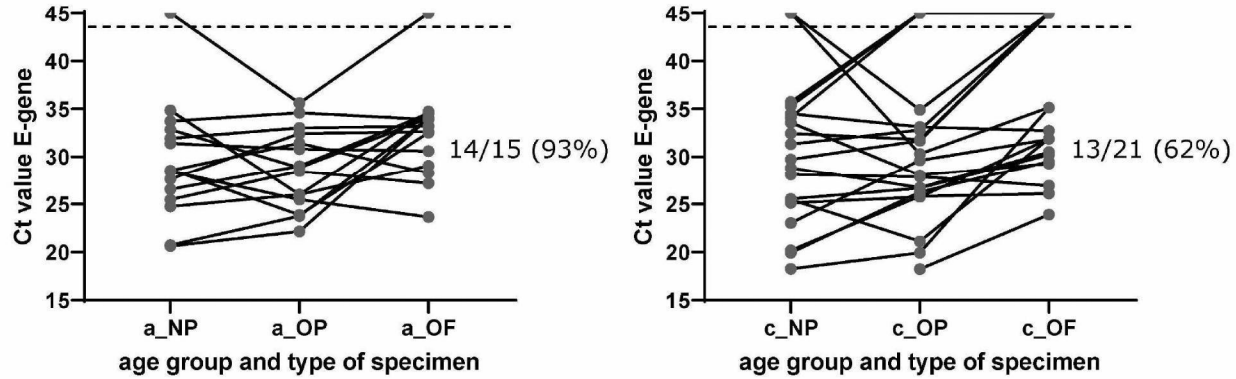 Ct value E-gene
45
40
35
30
25
20
15
a_NP a_OP a_OF
age group and type of specimen
14/15 (93%)
Ct value E-gene
45
40
35
30
25
20
15
c_NP c_OP c_OF
age group and type of specimen
13/21 (62%)